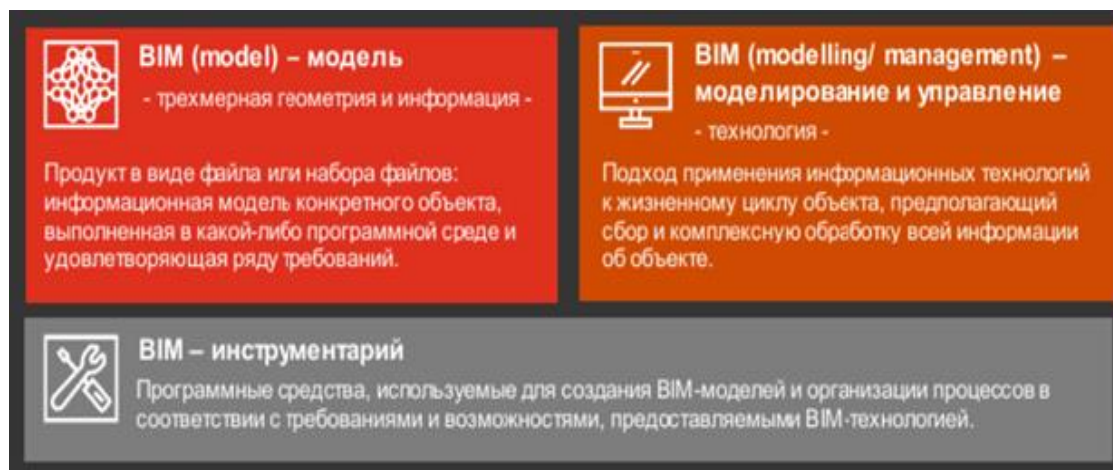 BIM (model) – модель
- трехмерная геометрия и информация -
Продукт в виде файла или набора файлов:
информационная модель конкретного объекта,
выполненная в какой-либо программной среде и
удовлетворяющая ряду требований.
BIM (modelling/ management) –
моделирование и управление
- технология -
Подход применения информационных технологий
к жизненному циклу объекта, предполагающий
сбор и комплексную обработку всей информации
об объекте.
BIM – инструментарий
Программные средства, используемые для создания BIM-моделей и организации процессов в
соответствии с требованиями и возможностями, предоставляемыми BIM-технологией.